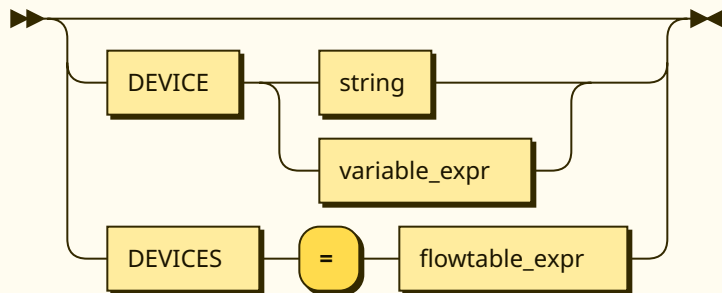 DEVICE string
variable_expr
DEVICES = flowtable_expr